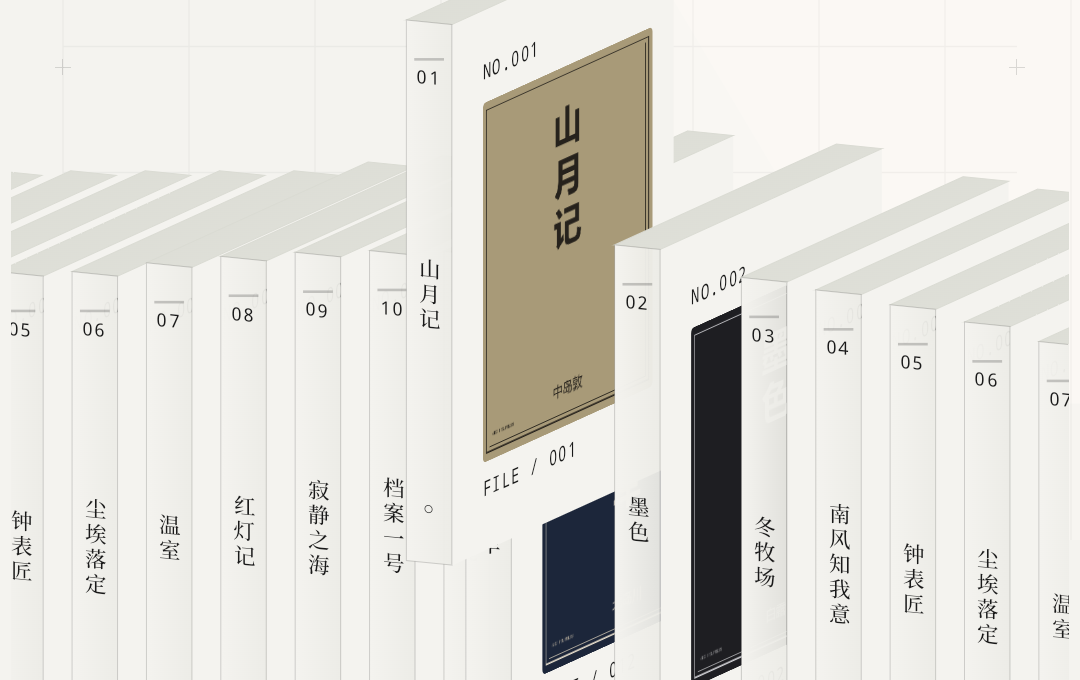 01
山月记
NO.001
山月记
中岛敦
FILE / 001
05
钟表匠
06
尘埃落定
07
温室
08
红灯记
09
寂静之海
10
档案一号
02
墨色
NO.002
03
冬牧场
04
南风知我意
05
钟表匠
06
尘埃落定
07
温室